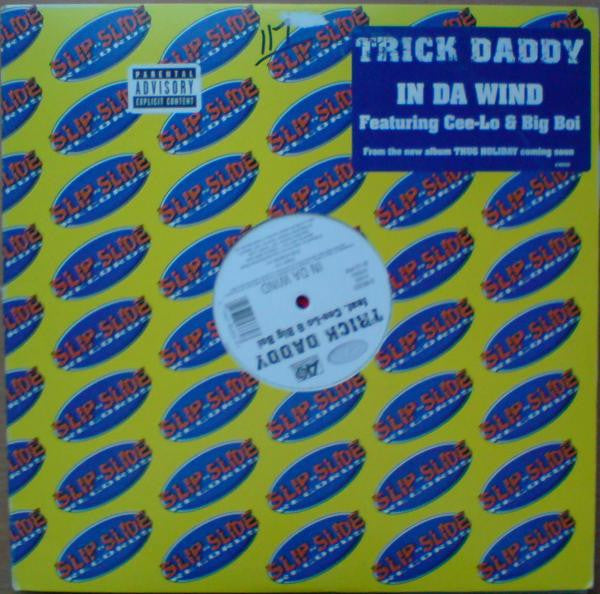 PARENTAL
ADVISORY
EXPLICIT CONTENT
TRICK DADDY
IN DA WIND
Featuring Cee-Lo & Big Boi
From the new album THUG HOLIDAY coming soon
SLIP-N-SLIDE
RECORDS
TRICK DADDY
feat. Cee-Lo & Big Boi
IN DA WIND